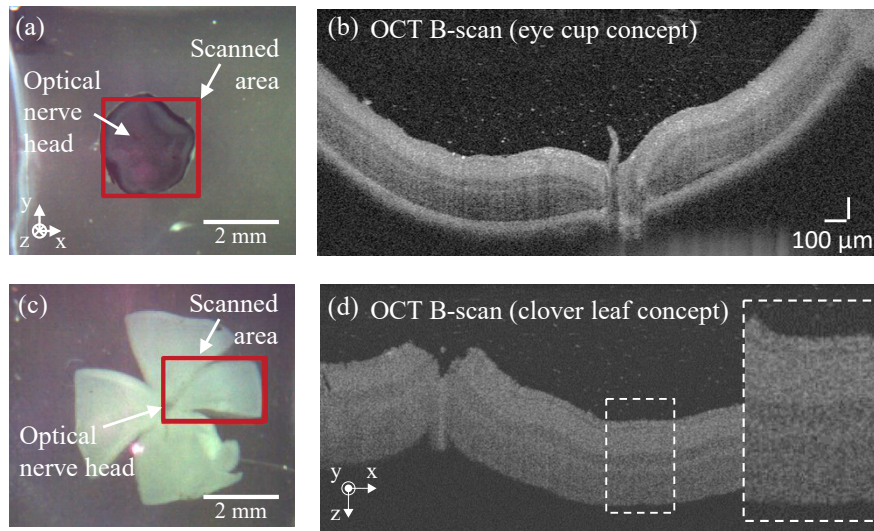 (a)
Scanned
area
Optical
nerve
head
y
z
x
2 mm
(b) OCT B-scan (eye cup concept)
100 µm
(c)
Scanned
area
Optical
nerve head
2 mm
(d) OCT B-scan (clover leaf concept)
y
x
z